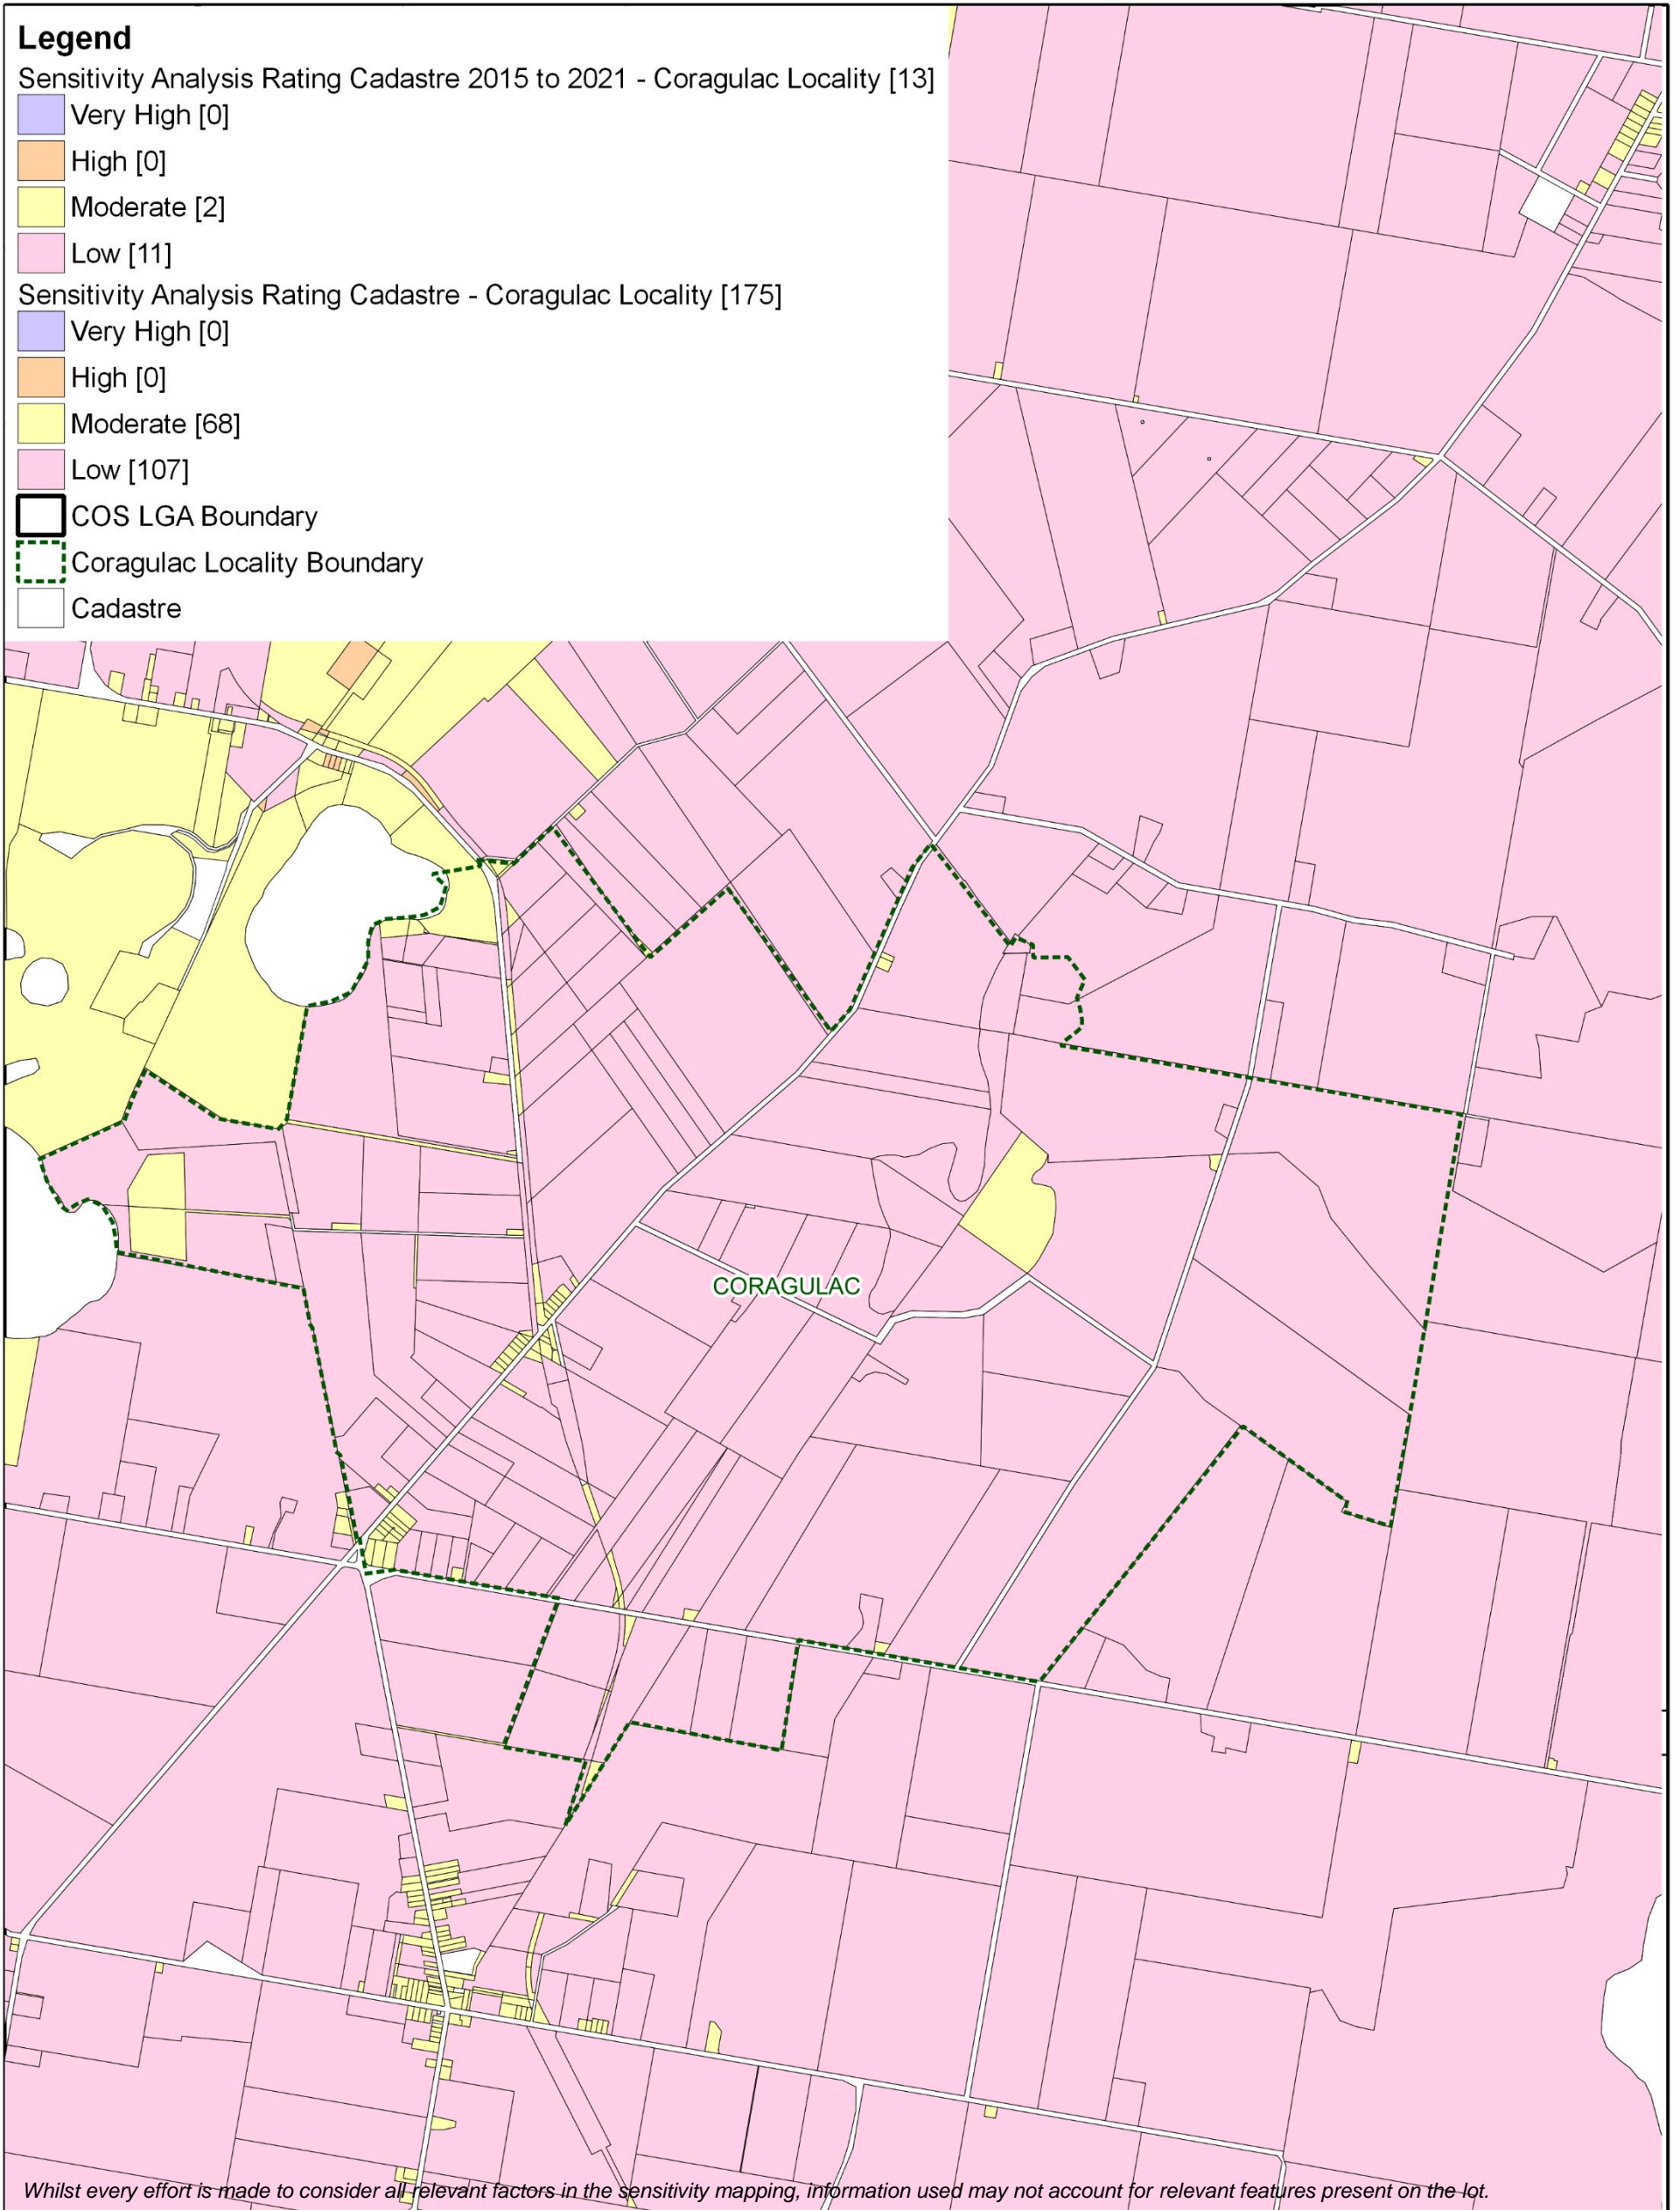 Legend
Sensitivity Analysis Rating Cadastre 2015 to 2021 - Coragulac Locality [13]
Very High [0]
High [0]
Moderate [2]
Low [11]
Sensitivity Analysis Rating Cadastre - Coragulac Locality [175]
Very High [0]
High [0]
Moderate [68]
Low [107]
COS LGA Boundary
Coragulac Locality Boundary
Cadastre
CORAGULAC
Whilst every effort is made to consider all relevant factors in the sensitivity mapping, information used may not account for relevant features present on the lot.